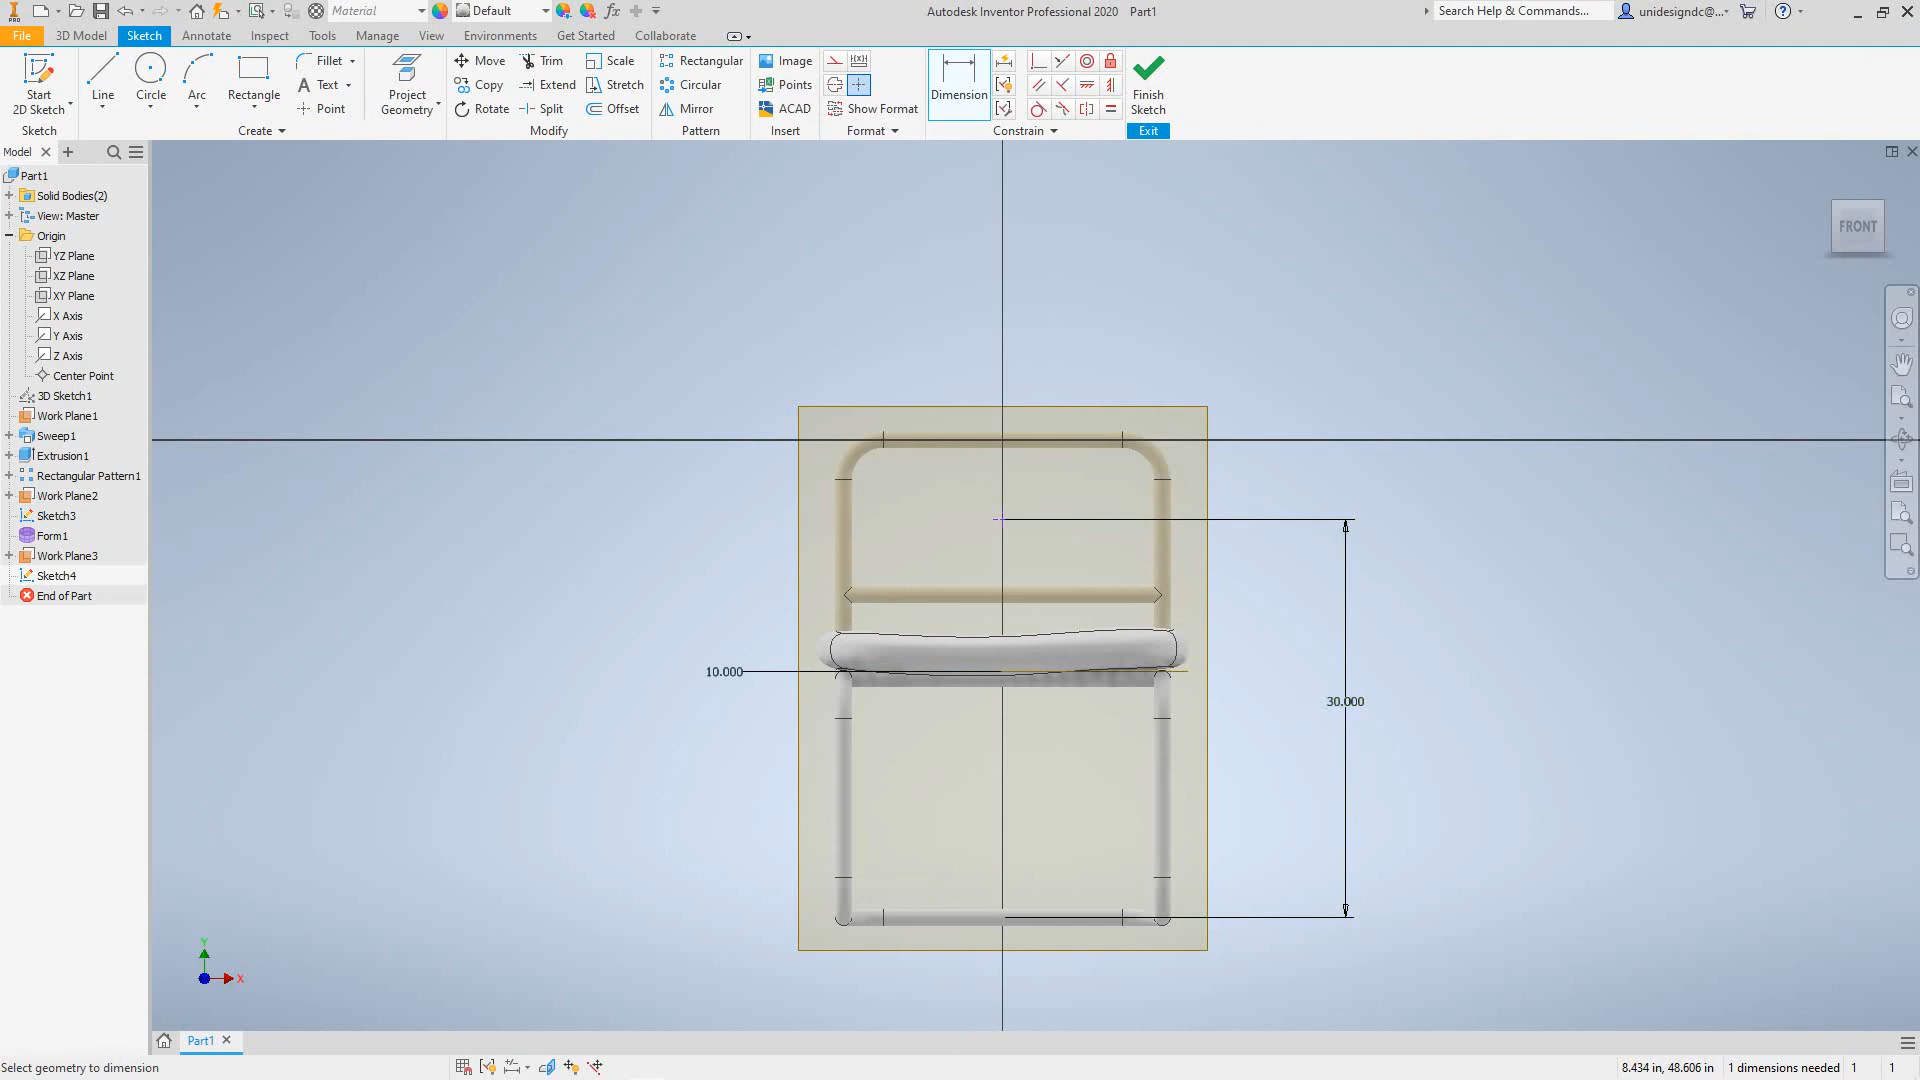 PRO
Material
Default
Autodesk Inventor Professional 2020 Part1
Search Help & Commands...
unidesigndc@...
File
3D Model
Sketch
Annotate
Inspect
Tools
Manage
View
Environments
Get Started
Collaborate
Start
2D Sketch
Line
Circle
Arc
Rectangle
Fillet
Text
Point
Project
Geometry
Move
Copy
Rotate
Trim
Extend
Split
Scale
Stretch
Offset
Rectangular
Circular
Mirror
Image
Points
ACAD
Show Format
Dimension
Finish
Sketch
Sketch
Create
Modify
Pattern
Insert
Format
Constrain
Exit
Model
Part1
Solid Bodies(2)
View: Master
Origin
YZ Plane
XZ Plane
XY Plane
X Axis
Y Axis
Z Axis
Center Point
3D Sketch1
Work Plane1
Sweep1
Extrusion1
Rectangular Pattern1
Work Plane2
Sketch3
Form1
Work Plane3
Sketch4
End of Part
FRONT
10.000
30.000
Y
X
Part1
Select geometry to dimension
8.434 in, 48.606 in
1 dimensions needed
1
1